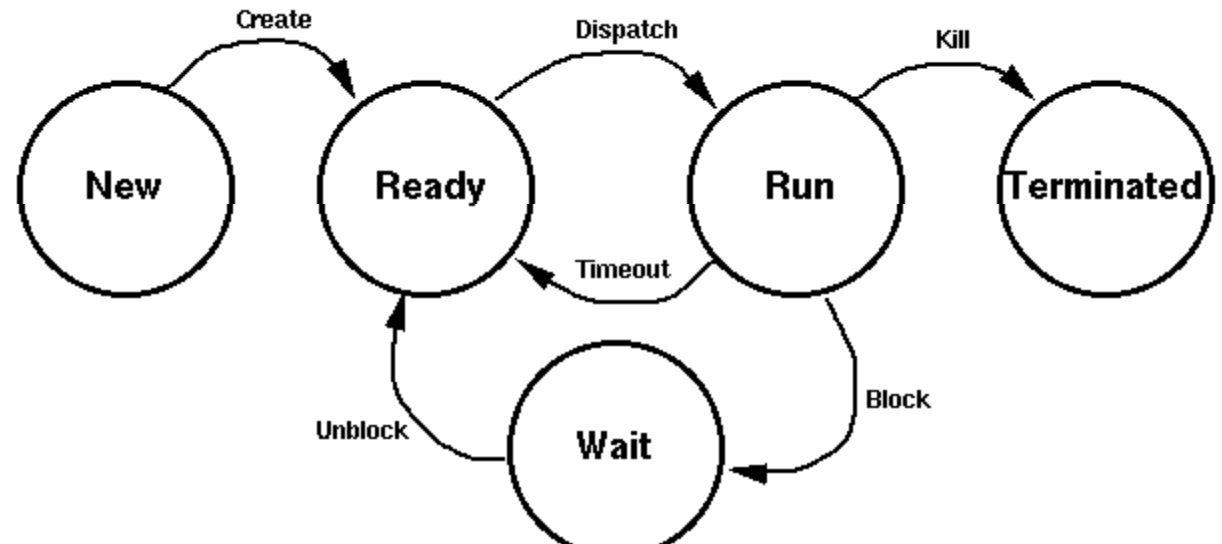 Create
Dispatch
Kill
New
Ready
Run
Terminated
Timeout
Unblock
Wait
Block